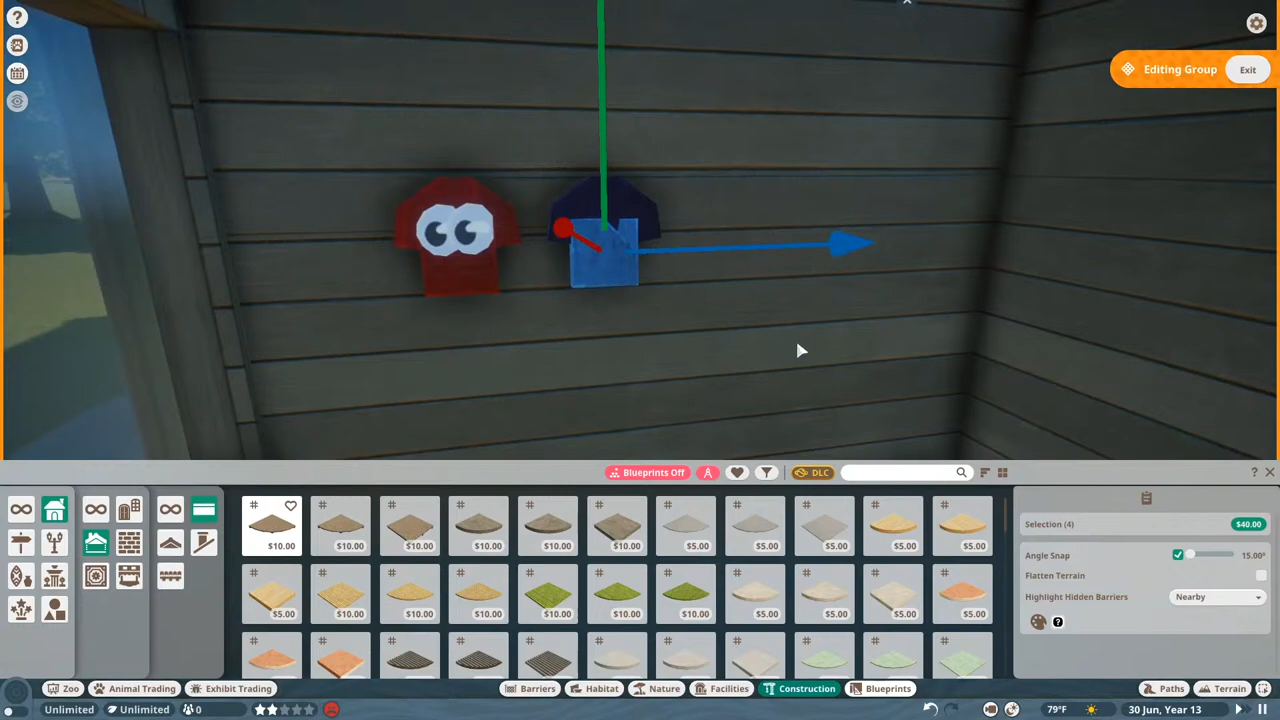 ?
Editing Group Exit
Blueprints Off DLC ? ×
$10.00 $10.00 $10.00 $10.00 $10.00 $10.00 $5.00 $5.00 $5.00 $10.00 $10.00
Selection (4) $40.00
Angle Snap 15.00°
Flatten Terrain
Highlight Hidden Barriers Nearby
?
$5.00 $10.00 $10.00 $10.00 $10.00 $10.00 $10.00 $5.00 $5.00 $5.00 $5.00
Zoo Animal Trading Exhibit Trading Barriers Habitat Nature Facilities Construction Blueprints Paths Terrain
Unlimited Unlimited 0 79°F 30 Jun, Year 13